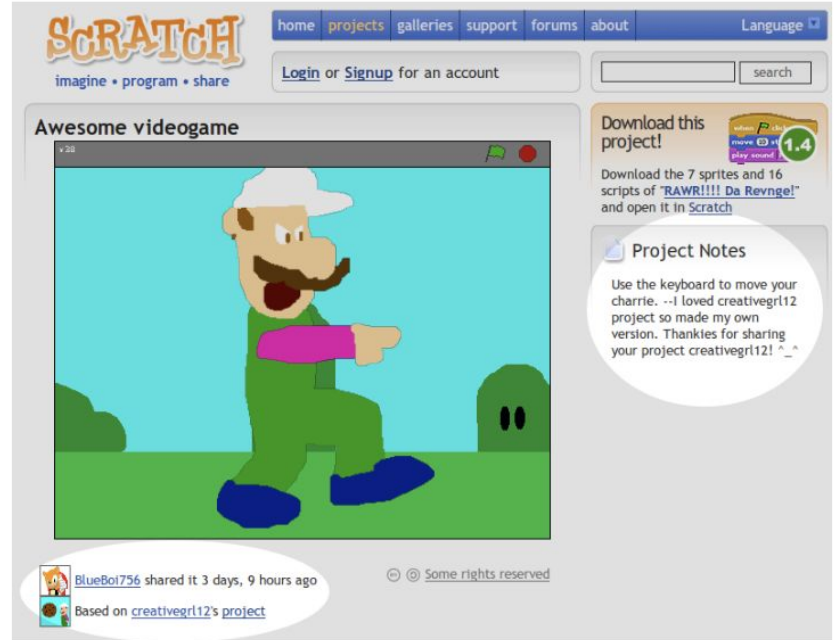 SCRATCH
imagine • program • share
home projects galleries support forums about Language
Login or Signup for an account
search
Awesome videogame
Download this
project!
when clicked
move 10 steps
play sound
1.4
Download the 7 sprites and 16
scripts of "RAWR!!!! Da Revnge!"
and open it in Scratch
Project Notes
Use the keyboard to move your
charrie. --I loved creativegrl12
project so made my own
version. Thankies for sharing
your project creativegrl12! ^_^
BlueBoi756 shared it 3 days, 9 hours ago
Based on creativegrl12's project
Some rights reserved